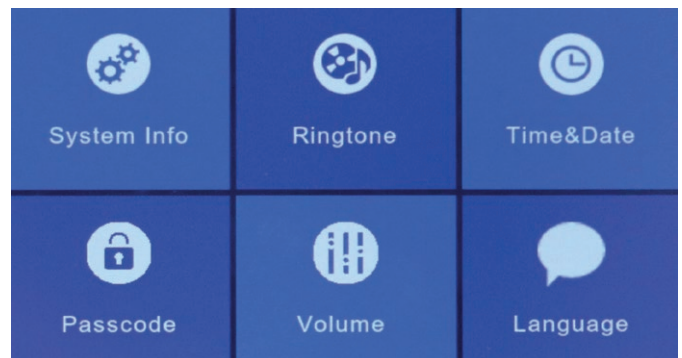 System Info
Ringtone
Time&Date
Passcode
Volume
Language